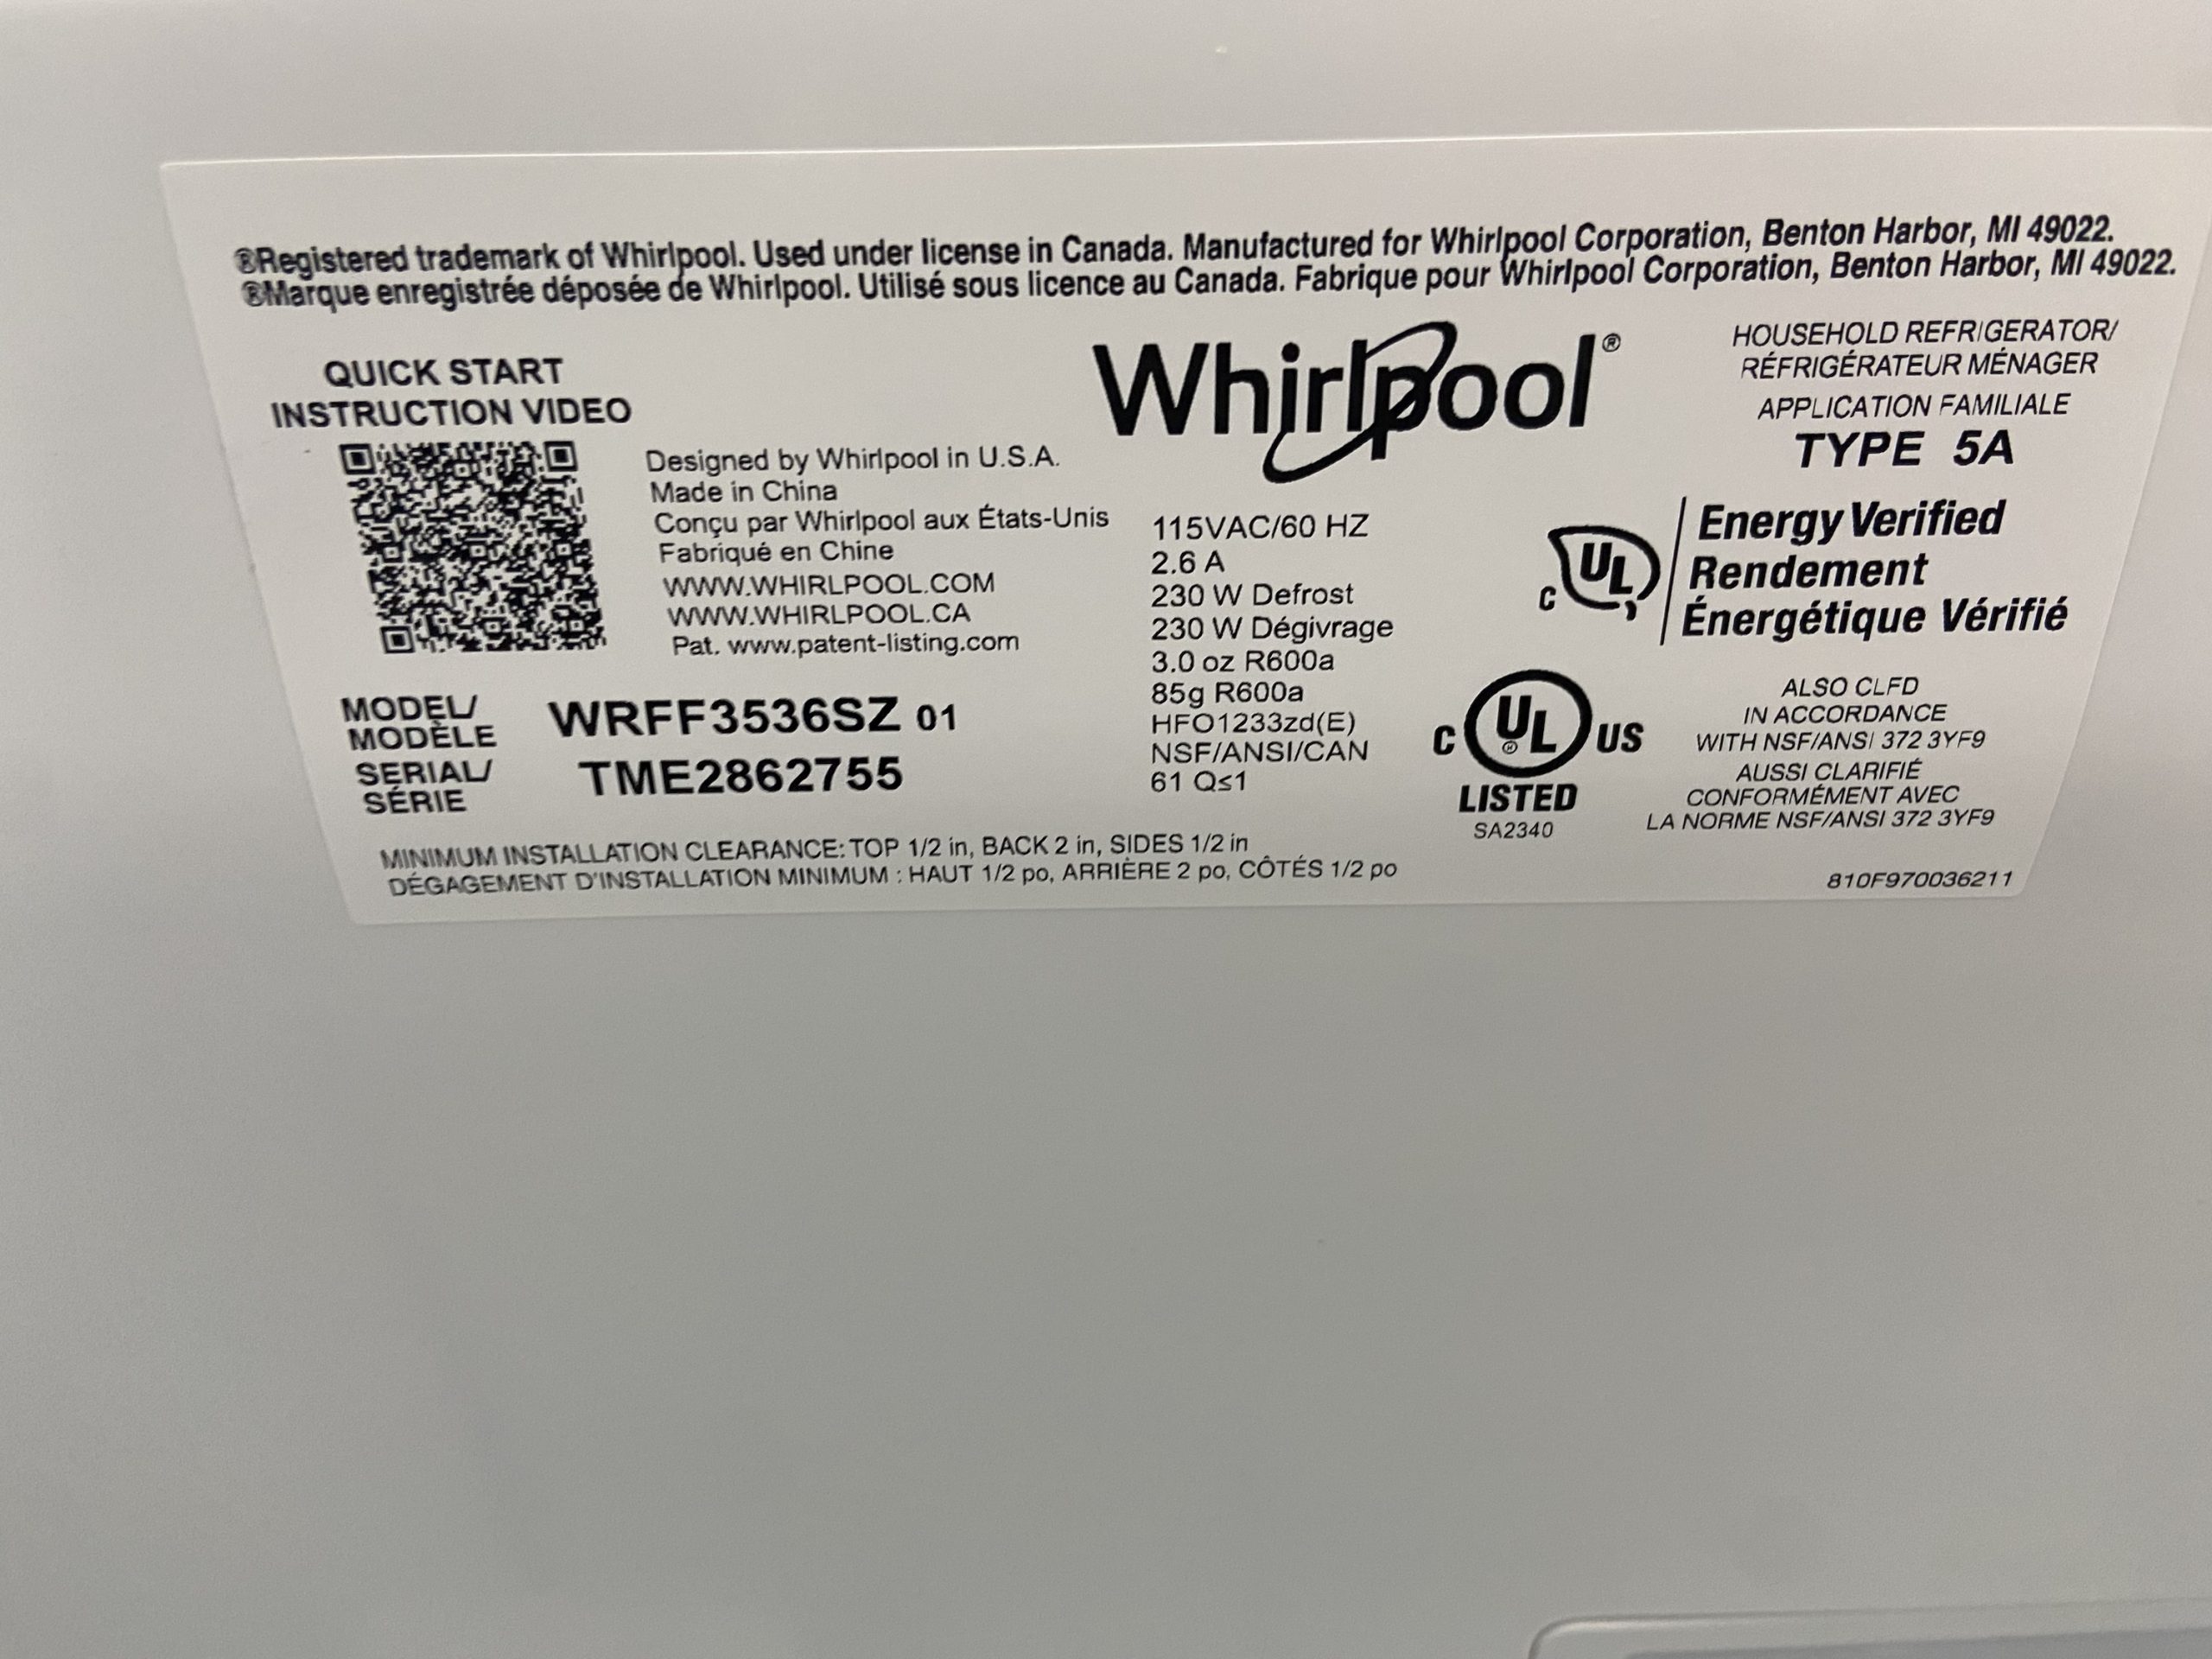 ®Registered trademark of Whirlpool. Used under license in Canada. Manufactured for Whirlpool Corporation, Benton Harbor, MI 49022.
®Marque enregistrée déposée de Whirlpool. Utilisé sous licence au Canada. Fabrique pour Whirlpool Corporation, Benton Harbor, MI 49022.
QUICK START
INSTRUCTION VIDEO
Designed by Whirlpool in U.S.A.
Made in China
Conçu par Whirlpool aux États-Unis
Fabriqué en Chine
WWW.WHIRLPOOL.COM
WWW.WHIRLPOOL.CA
Pat. www.patent-listing.com
MODEL/
MODÈLE
WRFF3536SZ 01
SERIAL/
SÉRIE
TME2862755
MINIMUM INSTALLATION CLEARANCE: TOP 1/2 in, BACK 2 in, SIDES 1/2 in
DÉGAGEMENT D'INSTALLATION MINIMUM : HAUT 1/2 po, ARRIÈRE 2 po, CÔTÉS 1/2 po
Whirlpool®
115VAC/60 HZ
2.6 A
230 W Defrost
230 W Dégivrage
3.0 oz R600a
85g R600a
HFO1233zd(E)
NSF/ANSI/CAN
61 Q≤1
HOUSEHOLD REFRIGERATOR/
RÉFRIGÉRATEUR MÉNAGER
APPLICATION FAMILIALE
TYPE 5A
C UL
Energy Verified
Rendement
Énergétique Vérifié
C UL® US
LISTED
SA2340
ALSO CLFD
IN ACCORDANCE
WITH NSF/ANSI 372 3YF9
AUSSI CLARIFIÉ
CONFORMÉMENT AVEC
LA NORME NSF/ANSI 372 3YF9
810F970036211